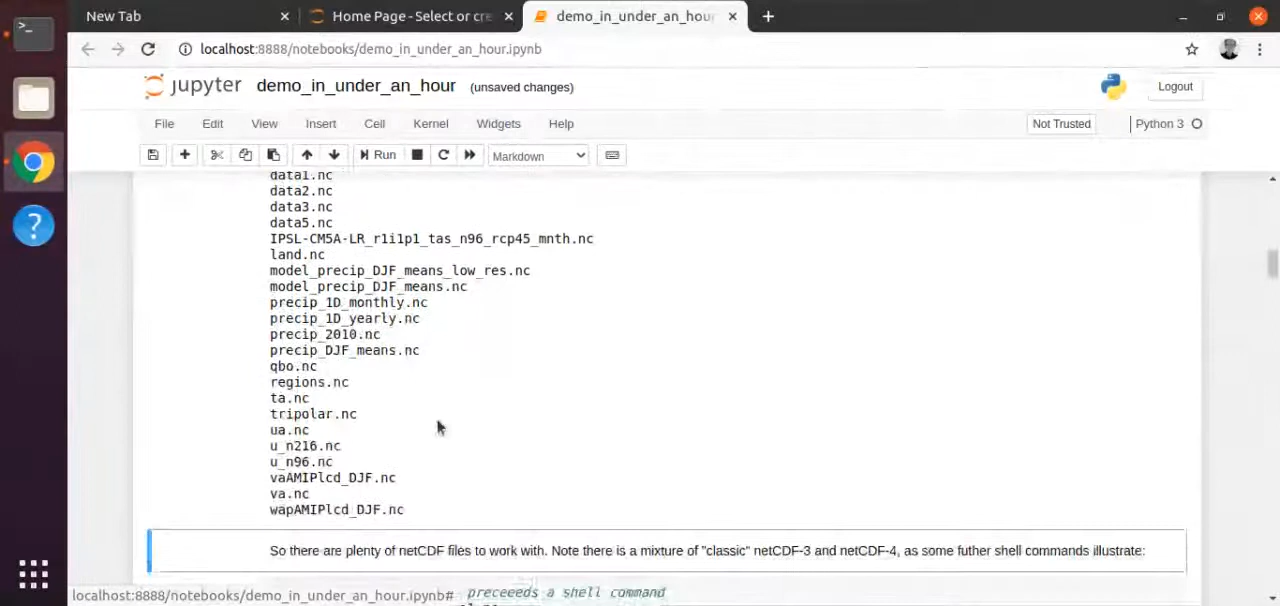 New Tab
Home Page - Select or cre
demo_in_under_an_hour
localhost:8888/notebooks/demo_in_under_an_hour.ipynb
jupyter demo_in_under_an_hour (unsaved changes)
Logout
File Edit View Insert Cell Kernel Widgets Help
Not Trusted
Python 3
Run
Markdown
data1.nc
data2.nc
data3.nc
data5.nc
IPSL-CM5A-LR_r1i1p1_tas_n96_rcp45_mnth.nc
land.nc
model_precip_DJF_means_low_res.nc
model_precip_DJF_means.nc
precip_1D_monthly.nc
precip_1D_yearly.nc
precip_2010.nc
precip_DJF_means.nc
qbo.nc
regions.nc
ta.nc
tripolar.nc
ua.nc
u_n216.nc
u_n96.nc
vaAMIPlcd_DJF.nc
va.nc
wapAMIPlcd_DJF.nc
So there are plenty of netCDF files to work with. Note there is a mixture of "classic" netCDF-3 and netCDF-4, as some futher shell commands illustrate:
localhost:8888/notebooks/demo_in_under_an_hour.ipynb#
preceeeds a shell command